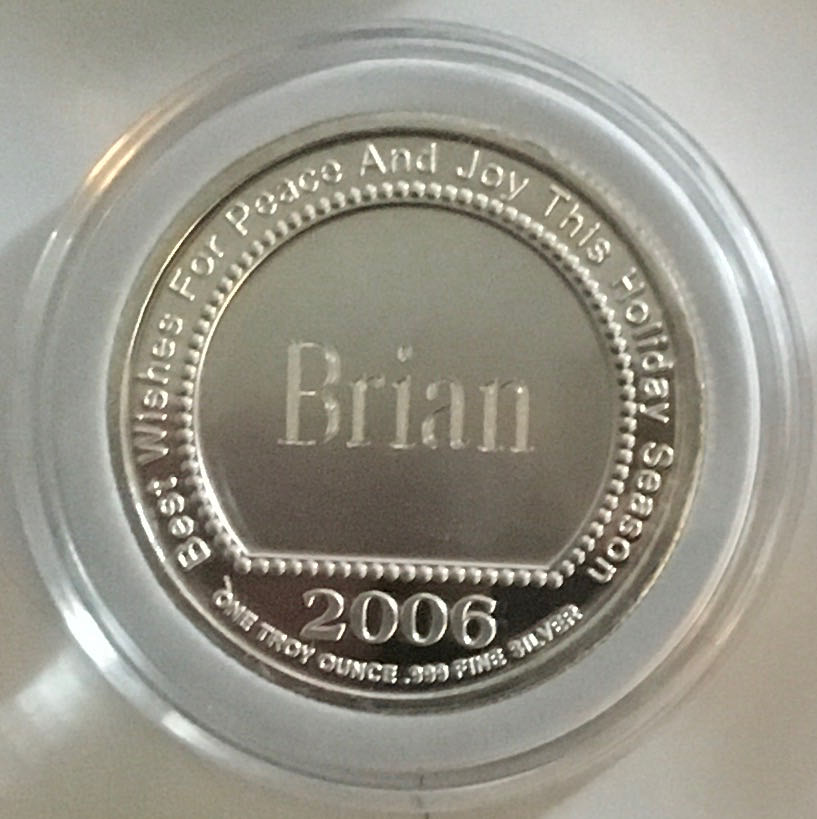 Best Wishes For Peace And Joy This Holiday Season
Brian
2006
ONE TROY OUNCE .999 FINE SILVER